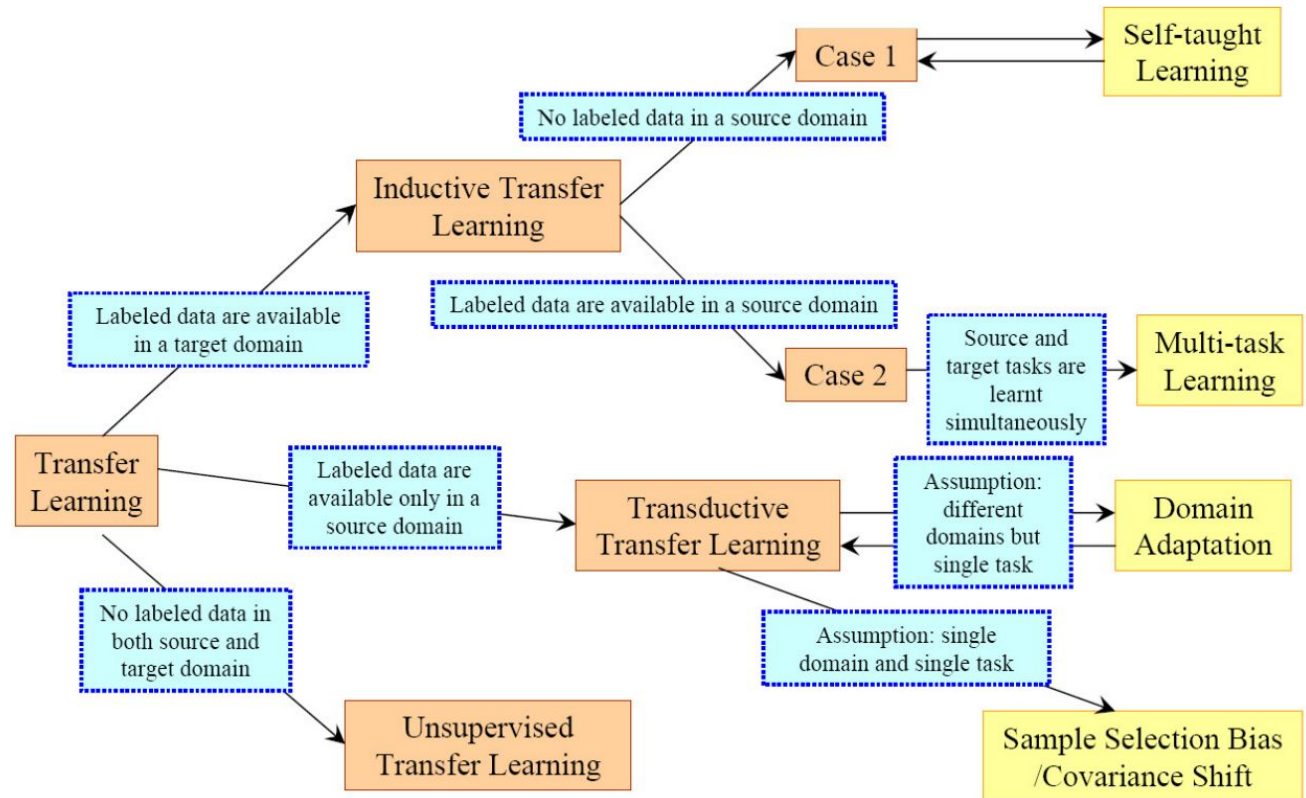 Case 1
Self-taught
Learning
No labeled data in a source domain
Inductive Transfer
Learning
Labeled data are available in a source domain
Labeled data are available
in a target domain
Case 2
Source and
target tasks are
learnt
simultaneously
Multi-task
Learning
Transfer
Learning
Labeled data are
available only in a
source domain
Transductive
Transfer Learning
Assumption:
different
domains but
single task
Domain
Adaptation
No labeled data in
both source and
target domain
Assumption: single
domain and single task
Unsupervised
Transfer Learning
Sample Selection Bias
/Covariance Shift